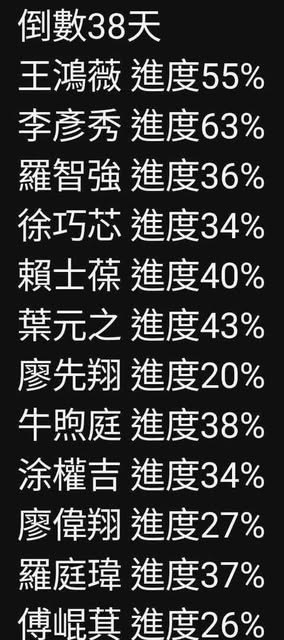 倒數38天
王鴻薇 進度55%
李彥秀 進度63%
羅智強 進度36%
徐巧芯 進度34%
賴士葆 進度40%
葉元之 進度43%
廖先翔 進度20%
牛煦庭 進度38%
涂權吉 進度34%
廖偉翔 進度27%
羅廷瑋 進度37%
傅崐萁 進度26%